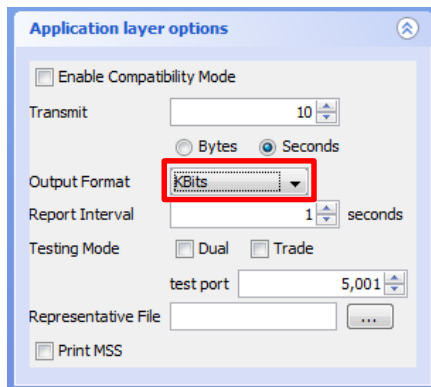 Application layer options
Enable Compatibility Mode
Transmit 10
Bytes Seconds
Output Format KBits
Report Interval 1 seconds
Testing Mode Dual Trade
test port 5,001
Representative File ...
Print MSS